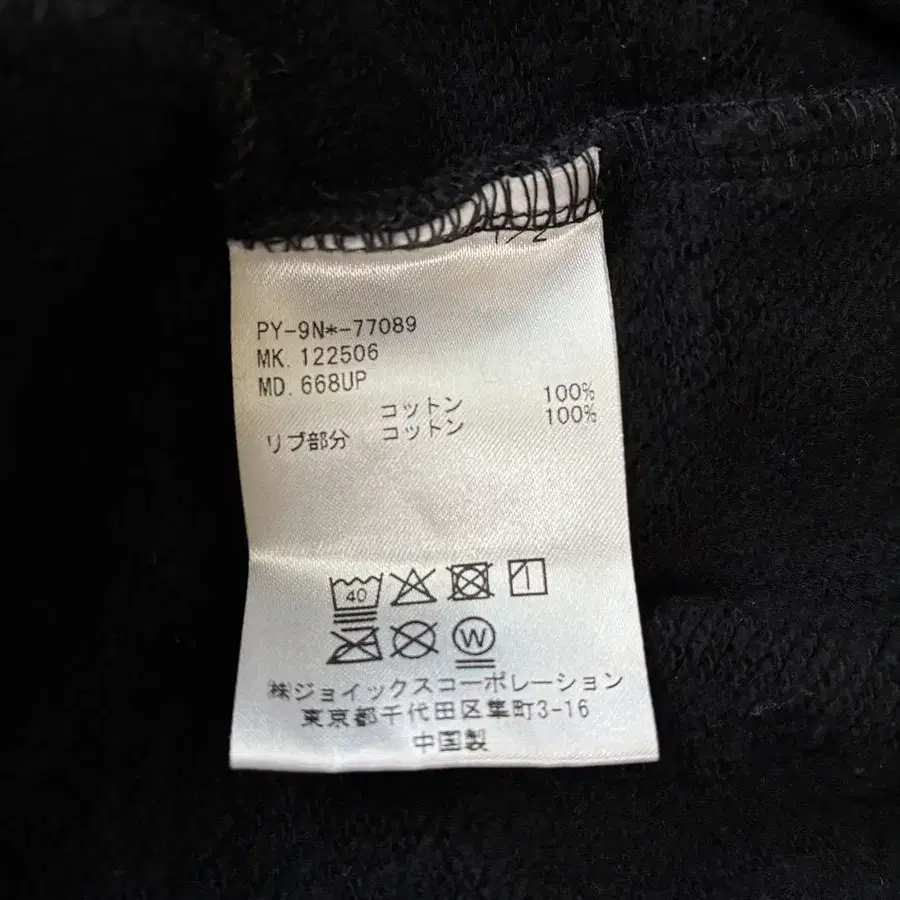 PY-9N*-77089
MK. 122506
MD. 668UP
コットン 100%
リブ部分 コットン 100%
40
W
㈱ジョイックスコーポレーション
東京都千代田区隼町3-16
中国製